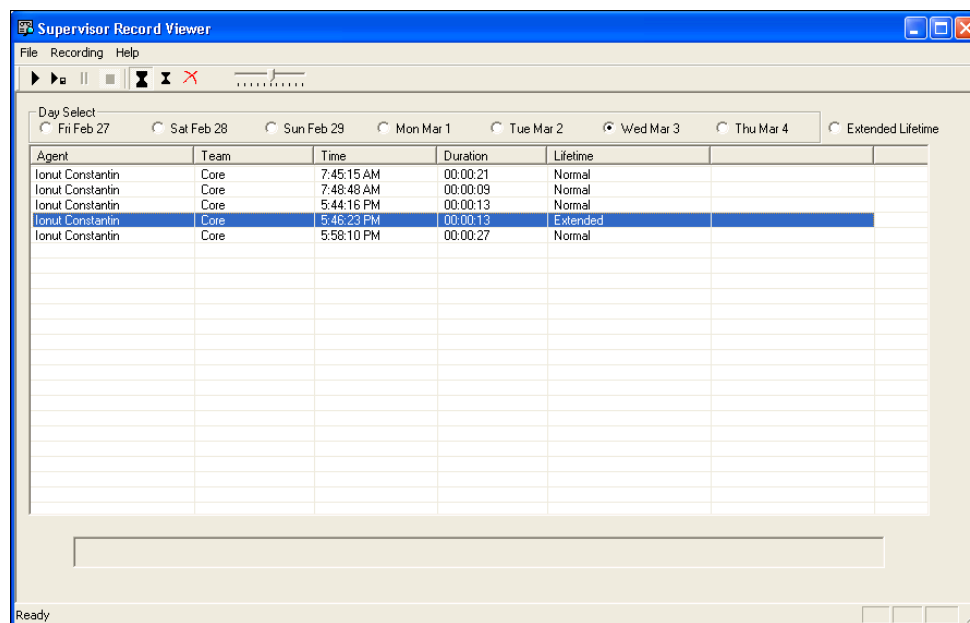 Supervisor Record Viewer
File Recording Help
Day Select
Fri Feb 27 Sat Feb 28 Sun Feb 29 Mon Mar 1 Tue Mar 2 Wed Mar 3 Thu Mar 4 Extended Lifetime
Agent Team Time Duration Lifetime
Ionut Constantin Core 7:45:15 AM 00:00:21 Normal
Ionut Constantin Core 7:48:48 AM 00:00:09 Normal
Ionut Constantin Core 5:44:16 PM 00:00:13 Normal
Ionut Constantin Core 5:46:23 PM 00:00:13 Extended
Ionut Constantin Core 5:58:10 PM 00:00:27 Normal
Ready